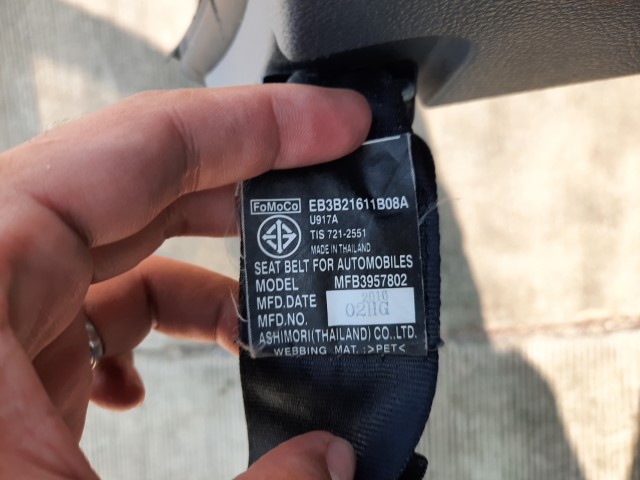 FoMoCo EB3B21611B08A
U917A
TIS 721-2551
MADE IN THAILAND
SEAT BELT FOR AUTOMOBILES
MODEL MFB3957802
MFD.DATE 2016
MFD.NO. 02HG
ASHIMORI(THAILAND) CO.,LTD.
WEBBING MAT. :>PET<